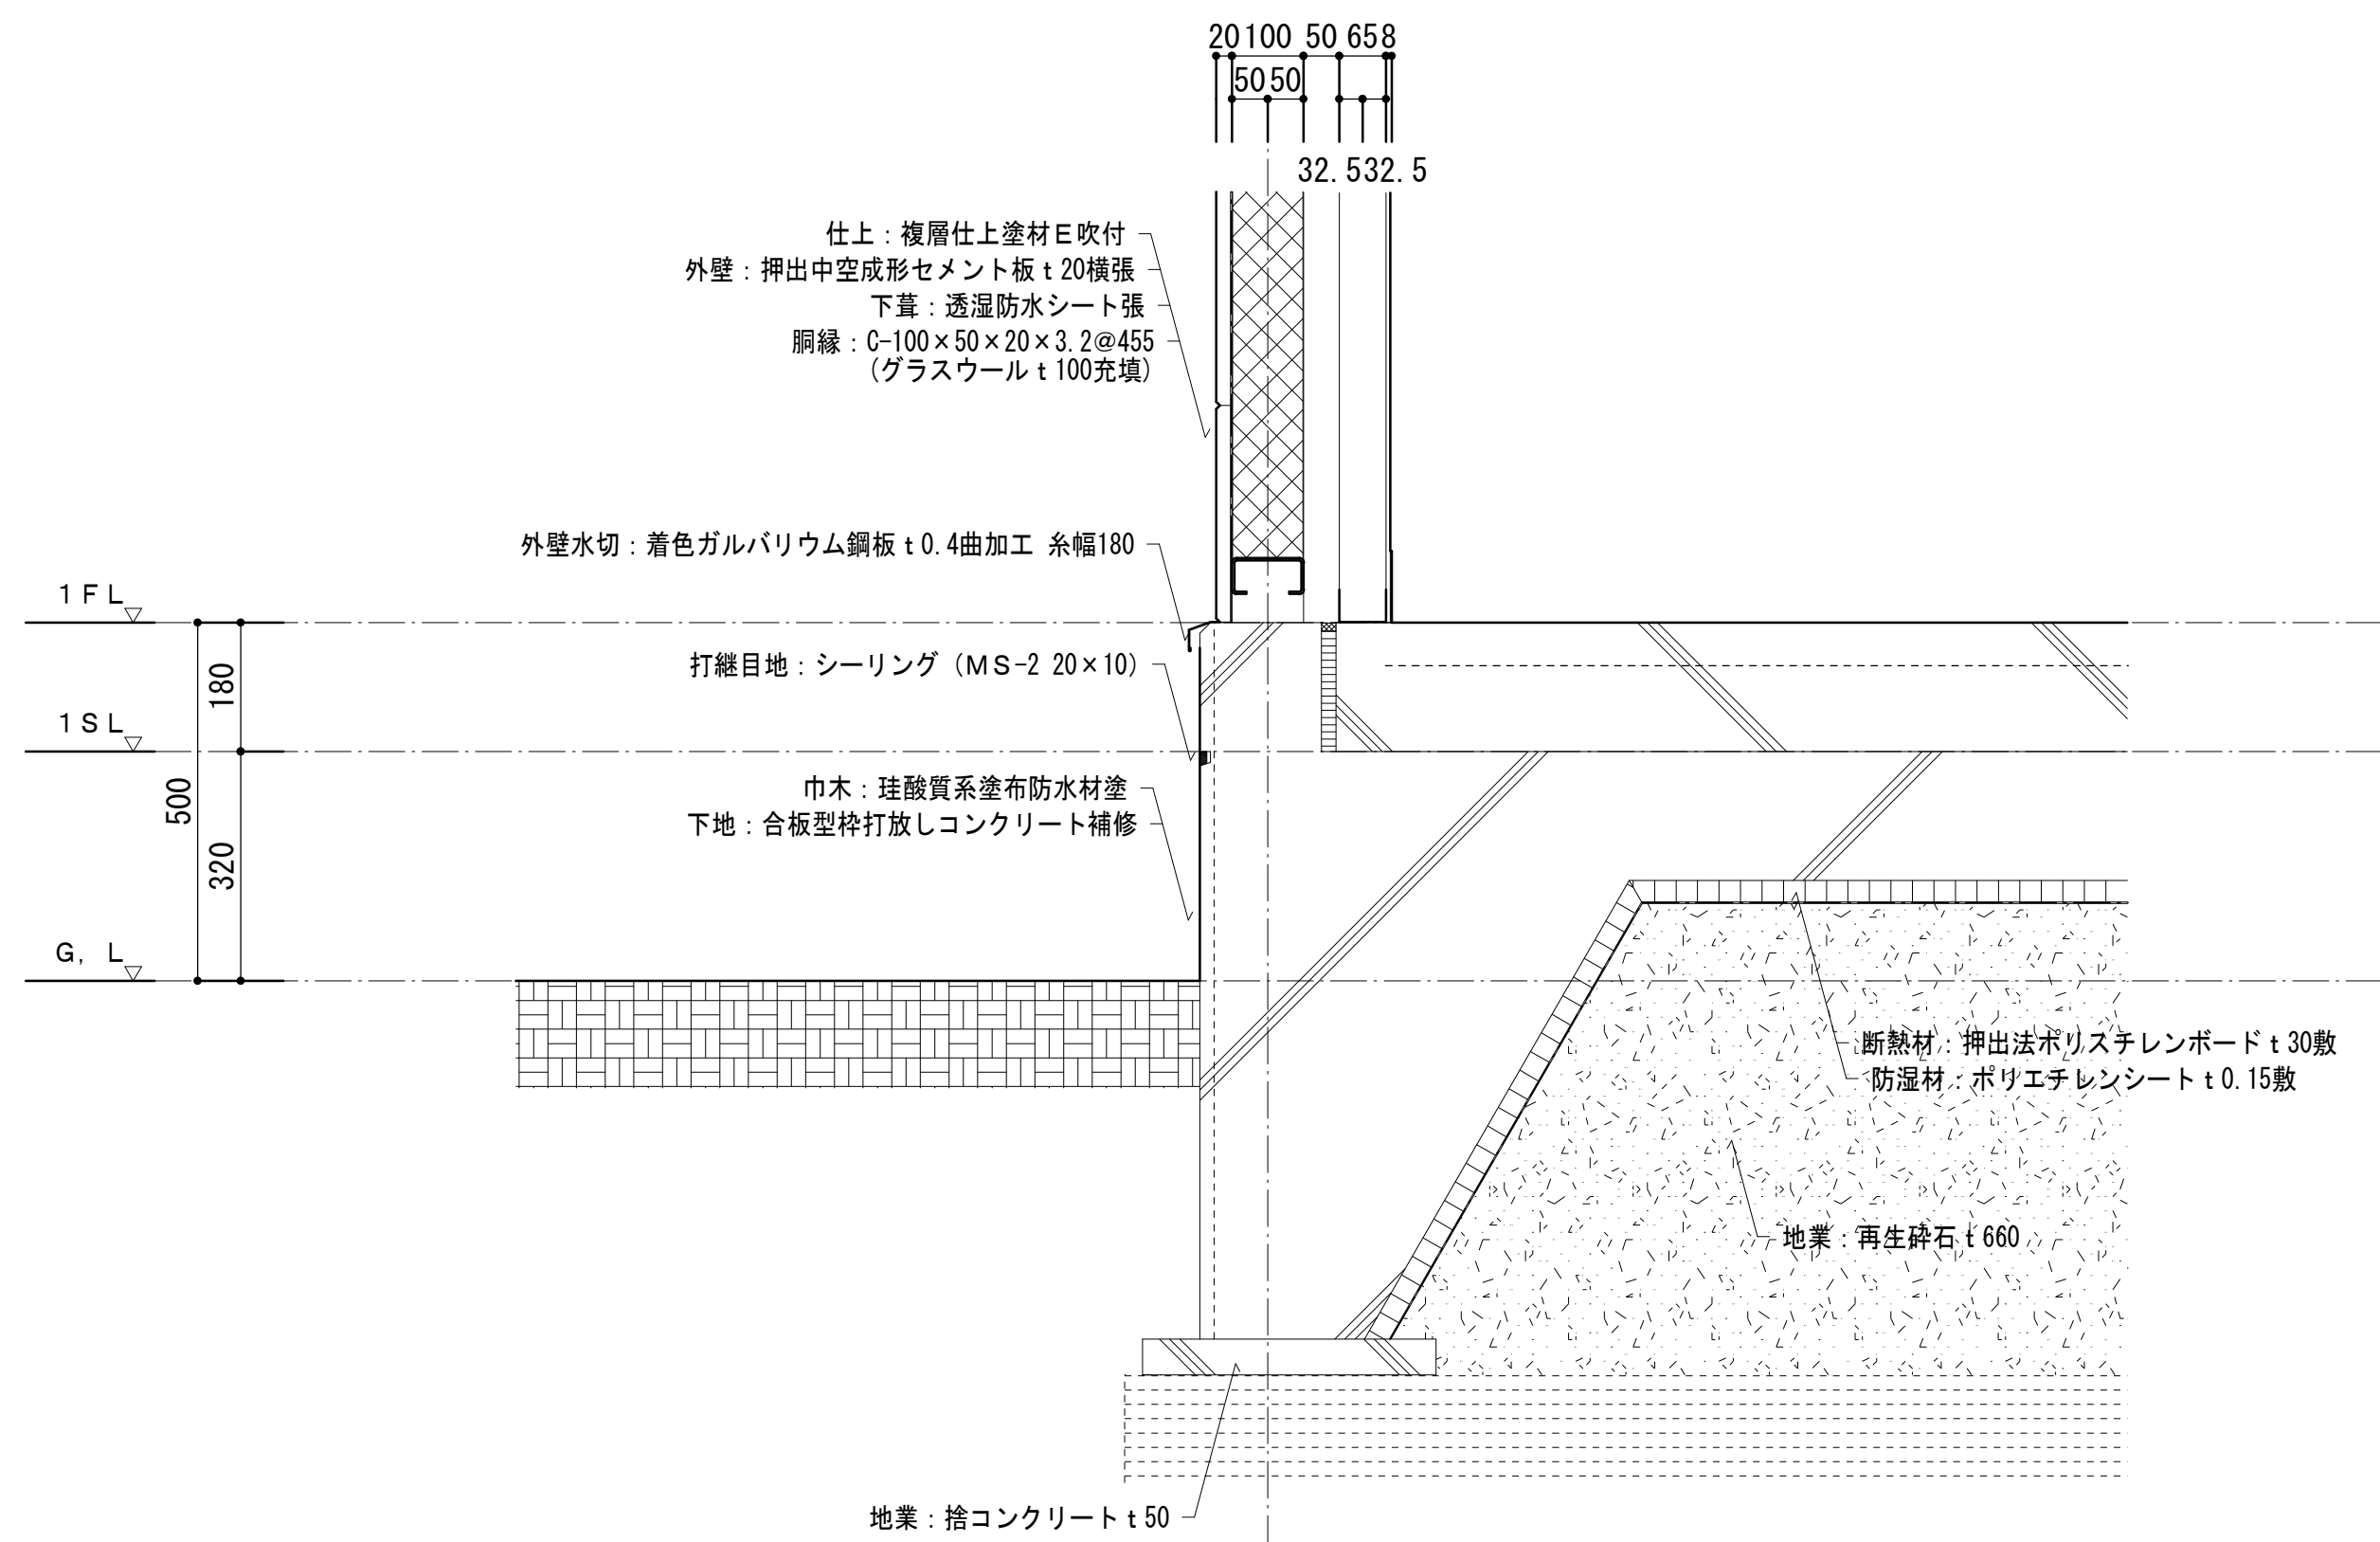 20 100 50 65 8
50 50
32.5 32.5
仕上：複層仕上塗材Ｅ吹付
外壁：押出中空成形セメント板ｔ20横張
下葺：透湿防水シート張
胴縁：C-100×50×20×3.2@455
(グラスウールｔ100充填)
外壁水切：着色ガルバリウム鋼板ｔ0.4曲加工 糸幅180
１ＦＬ
打継目地：シーリング（ＭＳ-2 20×10）
180
１ＳＬ
500
巾木：珪酸質系塗布防水材塗
下地：合板型枠打放しコンクリート補修
320
Ｇ，Ｌ
断熱材：押出法ポリスチレンボードｔ30敷
防湿材：ポリエチレンシートｔ0.15敷
地業：再生砕石ｔ660
地業：捨コンクリートｔ50